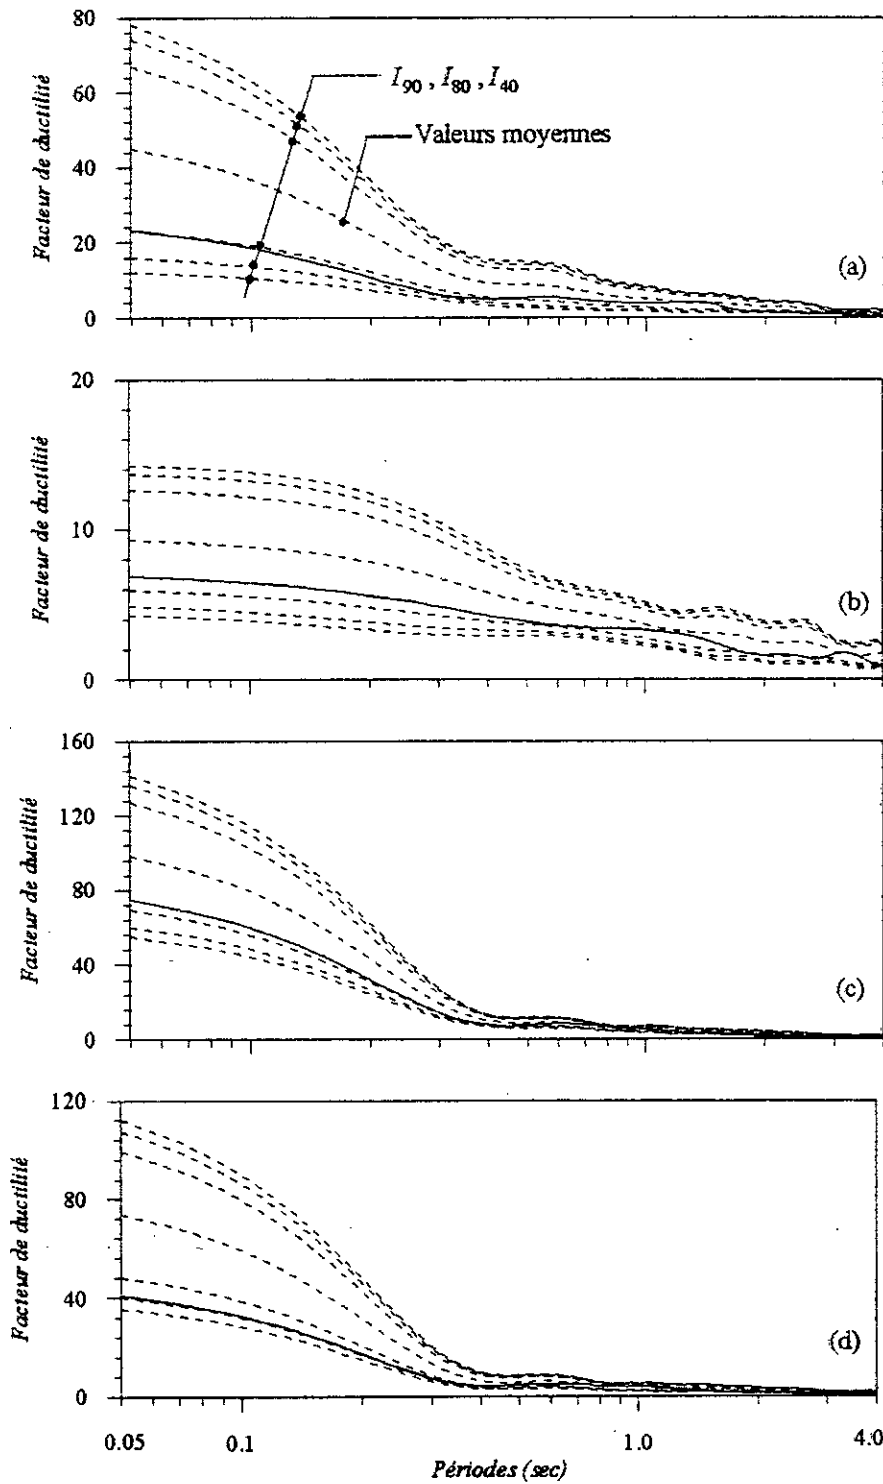 80
60
40
20
0
Facteur de ductilité
I90 , I80 , I40
Valeurs moyennes
(a)
20
10
0
Facteur de ductilité
(b)
160
120
80
40
0
Facteur de ductilité
(c)
120
80
40
0
Facteur de ductilité
(d)
0.05 0.1 1.0 4.0
Périodes (sec)